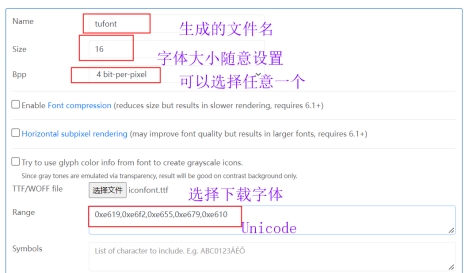 Name tufont 生成的文件名
Size 16 字体大小随意设置
Bpp 4 bit-per-pixel 可以选择任意一个
Enable Font compression (reduces size but results in slower rendering, requires 6.1+)
Horizontal subpixel rendering (may improve font quality but results in larger fonts, requires 6.1+)
Try to use glyph color info from font to create grayscale icons.
Since gray tones are emulated via transparency, result will be good on contrast background only.
TTF/WOFF file 选择文件 iconfont.ttf 选择下载字体
Range 0xe619,0xe6f2,0xe655,0xe679,0xe610
Unicode
Symbols List of character to include. E.g. ABC0123ÁÉŐ